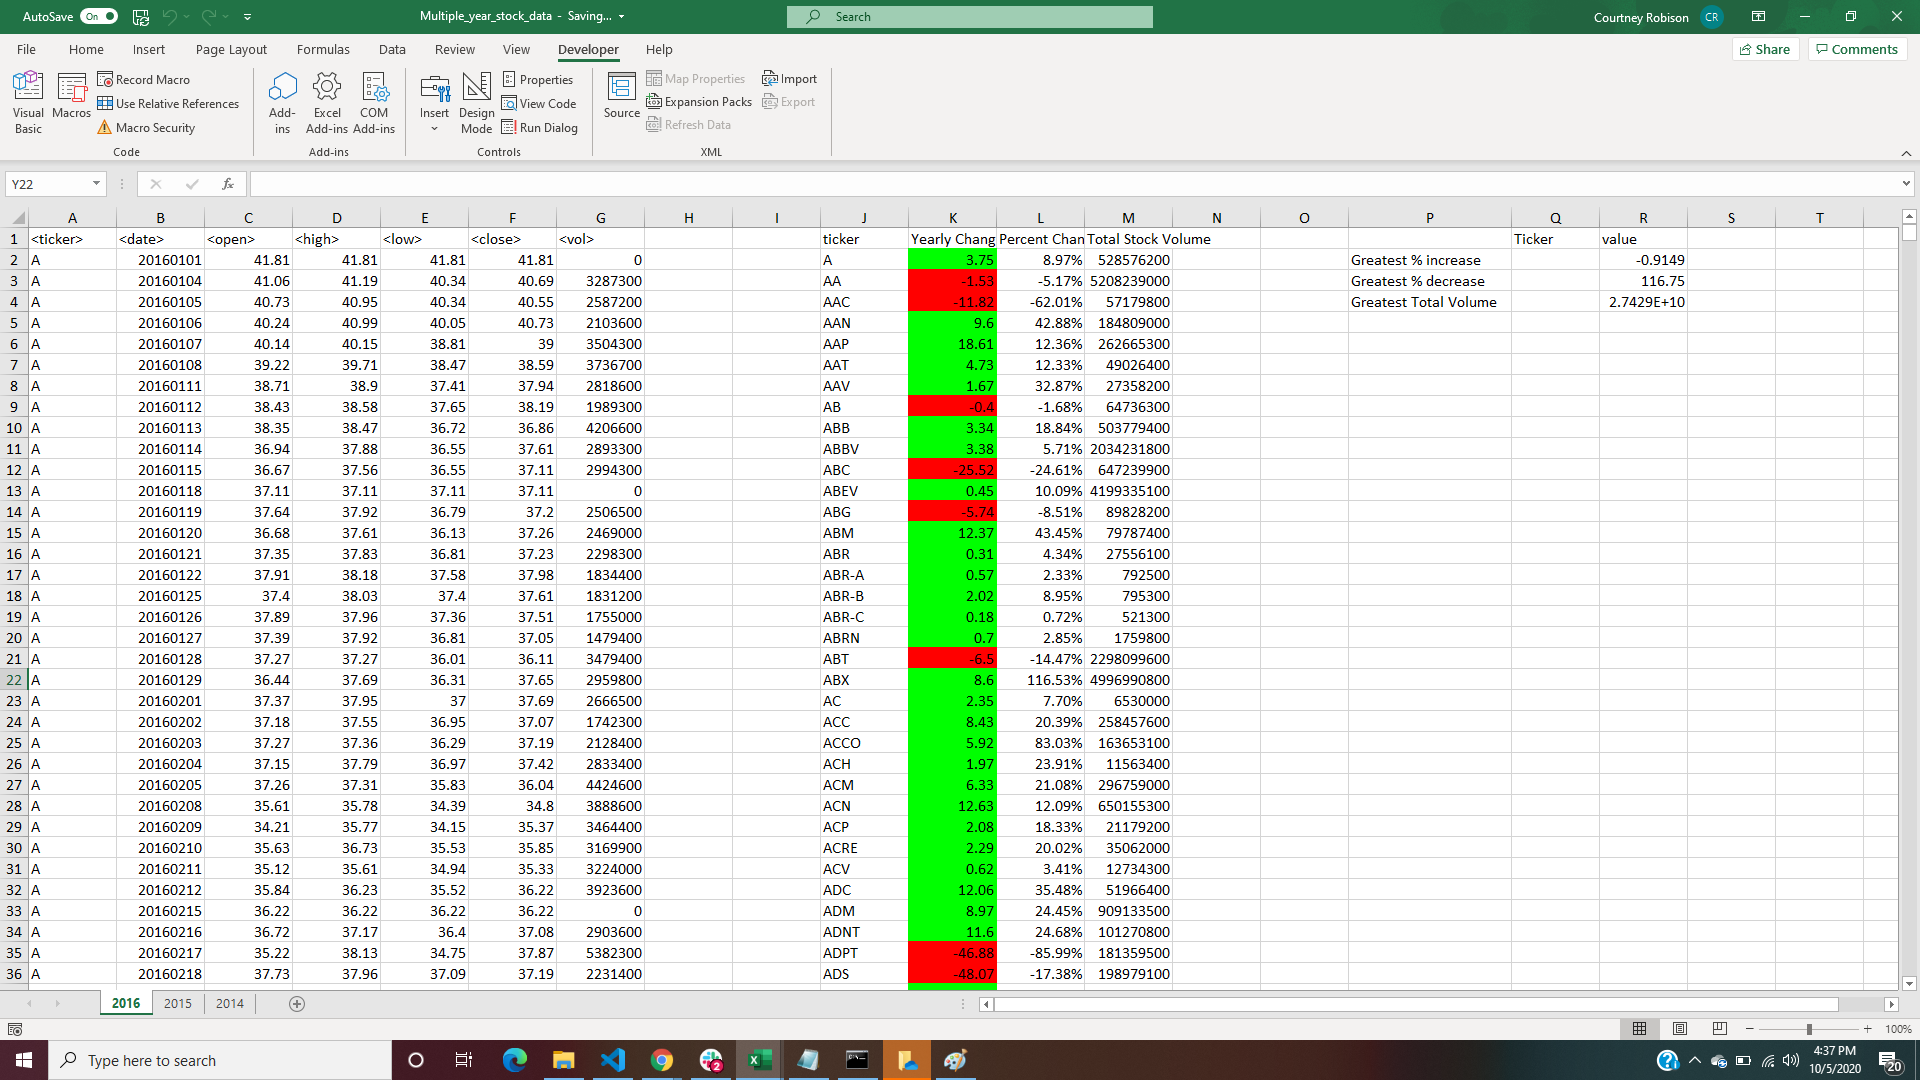 AutoSave On Multiple_year_stock_data - Saving... Search Courtney Robison CR
File Home Insert Page Layout Formulas Data Review View Developer Help Share Comments
Visual Basic Macros Record Macro Use Relative References Macro Security Add-ins Excel Add-ins COM Add-ins Insert Design Mode Properties View Code Run Dialog Source Map Properties Expansion Packs Refresh Data Import Export
Code Add-ins Controls XML
Y22 fx
A B C D E F G H I J K L M N O P Q R S T
1 <ticker> <date> <open> <high> <low> <close> <vol> ticker Yearly Chang Percent Chan Total Stock Volume Ticker value
2 A 20160101 41.81 41.81 41.81 41.81 0 A 3.75 8.97% 528576200 Greatest % increase -0.9149
3 A 20160104 41.06 41.19 40.34 40.69 3287300 AA -1.53 -5.17% 5208239000 Greatest % decrease 116.75
4 A 20160105 40.73 40.95 40.34 40.55 2587200 AAC -11.82 -62.01% 57179800 Greatest Total Volume 2.7429E+10
5 A 20160106 40.24 40.99 40.05 40.73 2103600 AAN 9.6 42.88% 184809000
6 A 20160107 40.14 40.15 38.81 39 3504300 AAP 18.61 12.36% 262665300
7 A 20160108 39.22 39.71 38.47 38.59 3736700 AAT 4.73 12.33% 49026400
8 A 20160111 38.71 38.9 37.41 37.94 2818600 AAV 1.67 32.87% 27358200
9 A 20160112 38.43 38.58 37.65 38.19 1989300 AB -0.4 -1.68% 64736300
10 A 20160113 38.35 38.47 36.72 36.86 4206600 ABB 3.34 18.84% 503779400
11 A 20160114 36.94 37.88 36.55 37.61 2893300 ABBV 3.38 5.71% 2034231800
12 A 20160115 36.67 37.56 36.55 37.11 2994300 ABC -25.52 -24.61% 647239900
13 A 20160118 37.11 37.11 37.11 37.11 0 ABEV 0.45 10.09% 4199335100
14 A 20160119 37.64 37.92 36.79 37.2 2506500 ABG -5.74 -8.51% 89828200
15 A 20160120 36.68 37.61 36.13 37.26 2469000 ABM 12.37 43.45% 79787400
16 A 20160121 37.35 37.83 36.81 37.23 2298300 ABR 0.31 4.34% 27556100
17 A 20160122 37.91 38.18 37.58 37.98 1834400 ABR-A 0.57 2.33% 792500
18 A 20160125 37.4 38.03 37.4 37.61 1831200 ABR-B 2.02 8.95% 795300
19 A 20160126 37.89 37.96 37.36 37.51 1755000 ABR-C 0.18 0.72% 521300
20 A 20160127 37.39 37.92 36.81 37.05 1479400 ABRN 0.7 2.85% 1759800
21 A 20160128 37.27 37.27 36.01 36.11 3479400 ABT -6.5 -14.47% 2298099600
22 A 20160129 36.44 37.69 36.31 37.65 2959800 ABX 8.6 116.53% 4996990800
23 A 20160201 37.37 37.95 37 37.69 2666500 AC 2.35 7.70% 6530000
24 A 20160202 37.18 37.55 36.95 37.07 1742300 ACC 8.43 20.39% 258457600
25 A 20160203 37.27 37.36 36.29 37.19 2128400 ACCO 5.92 83.03% 163653100
26 A 20160204 37.15 37.79 36.97 37.42 2833400 ACH 1.97 23.91% 11563400
27 A 20160205 37.26 37.31 35.83 36.04 4424600 ACM 6.33 21.08% 296759000
28 A 20160208 35.61 35.78 34.39 34.8 3888600 ACN 12.63 12.09% 650155300
29 A 20160209 34.21 35.77 34.15 35.37 3464400 ACP 2.08 18.33% 21179200
30 A 20160210 35.63 36.73 35.53 35.85 3169900 ACRE 2.29 20.02% 35062000
31 A 20160211 35.12 35.61 34.94 35.33 3224000 ACV 0.62 3.41% 12734300
32 A 20160212 35.84 36.23 35.52 36.22 3923600 ADC 12.06 35.48% 51966400
33 A 20160215 36.22 36.22 36.22 36.22 0 ADM 8.97 24.45% 909133500
34 A 20160216 36.72 37.17 36.4 37.08 2903600 ADNT 11.6 24.68% 101270800
35 A 20160217 35.22 38.13 34.75 37.87 5382300 ADPT -46.88 -85.99% 181359500
36 A 20160218 37.73 37.96 37.09 37.19 2231400 ADS -48.07 -17.38% 198979100
2016 2015 2014
100%
Type here to search 2 4:37 PM
10/5/2020 20